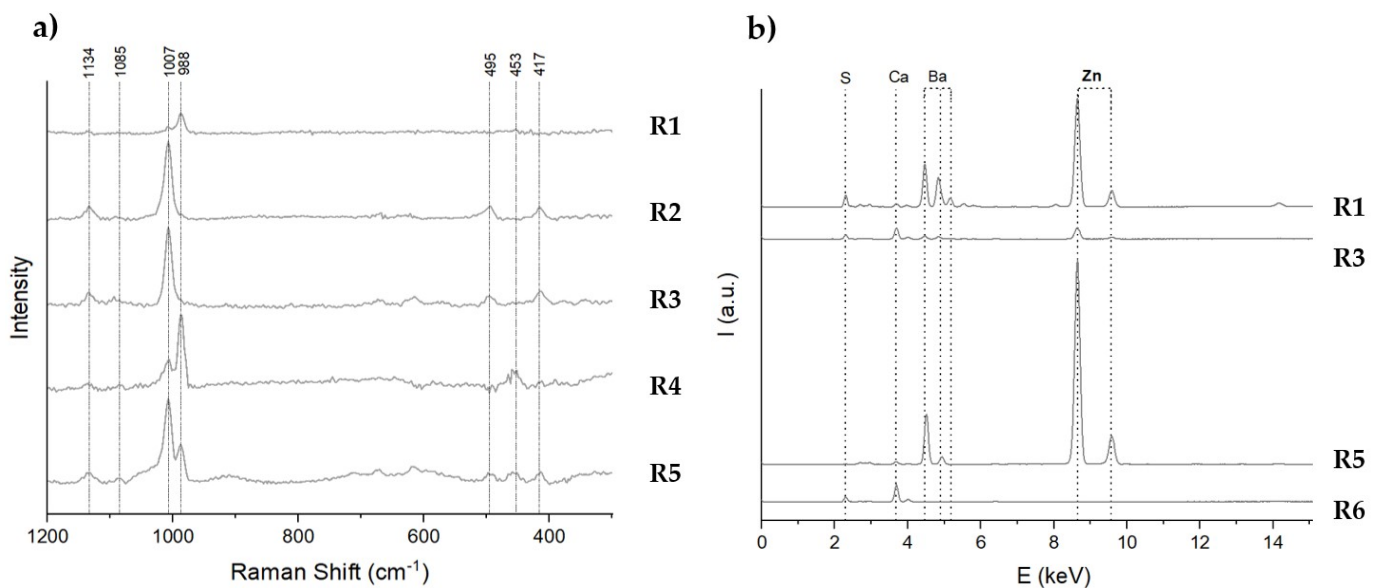 a)
1134
1085
1007
988
495
453
417
R1
R2
R3
R4
R5
Intensity
1200
1000
800
600
400
Raman Shift (cm-1)
b)
S
Ca
Ba
Zn
R1
R3
R5
R6
I (a.u.)
0
2
4
6
8
10
12
14
E (keV)